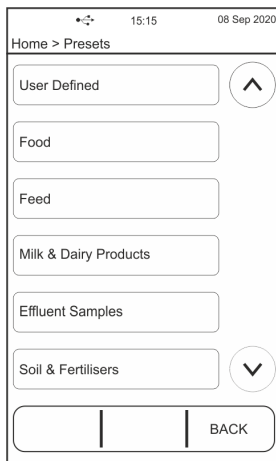 15:15 08 Sep 2020
Home > Presets
User Defined
Food
Feed
Milk & Dairy Products
Effluent Samples
Soil & Fertilisers
BACK